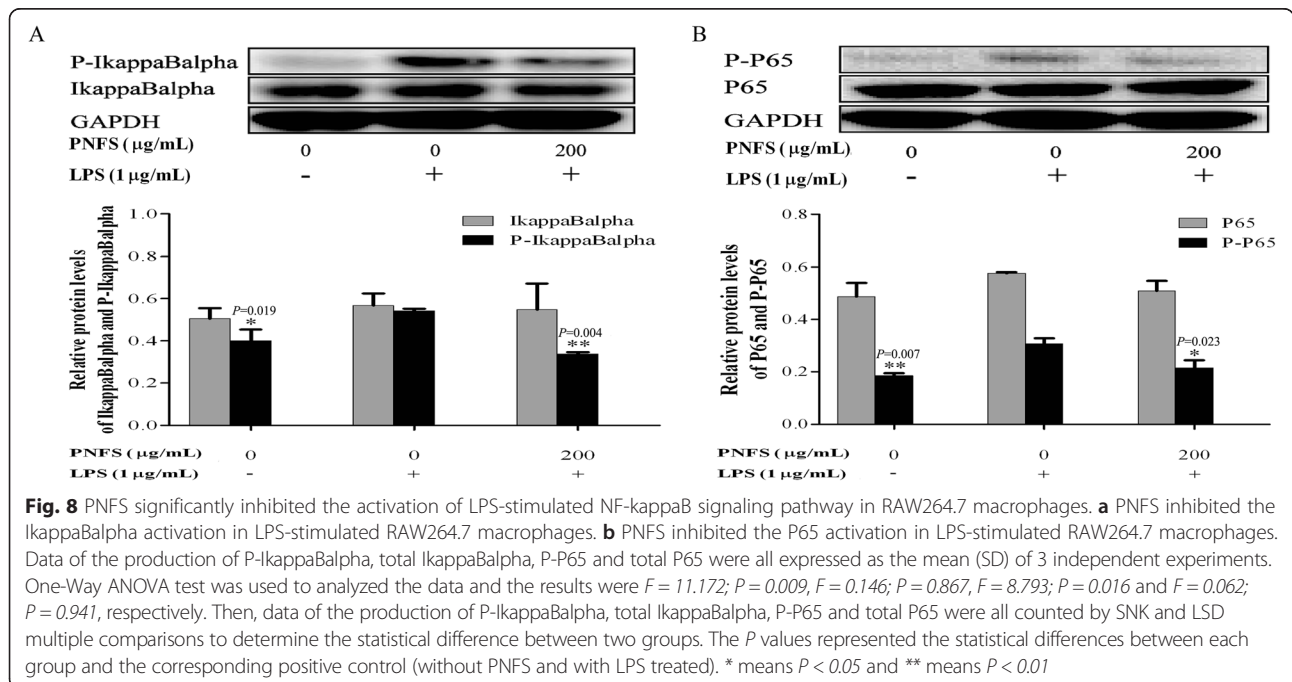 A
P-IkappaBalpha
IkappaBalpha
GAPDH
PNFS (μg/mL) 0 0 200
LPS (1 μg/mL) - + +
Relative protein levels
of IkappaBalpha and P-IkappaBalpha
1.0
0.8
0.6
0.4
0.2
0.0
IkappaBalpha
P-IkappaBalpha
P=0.019
*
P=0.004
**
PNFS (μg/mL) 0 0 200
LPS (1 μg/mL) - + +
B
P-P65
P65
GAPDH
PNFS (μg/mL) 0 0 200
LPS (1 μg/mL) - + +
Relative protein levels
of P65 and P-P65
0.8
0.6
0.4
0.2
0.0
P65
P-P65
P=0.007
**
P=0.023
*
PNFS (μg/mL) 0 0 200
LPS (1 μg/mL) - + +
Fig. 8 PNFS significantly inhibited the activation of LPS-stimulated NF-kappaB signaling pathway in RAW264.7 macrophages. a PNFS inhibited the
IkappaBalpha activation in LPS-stimulated RAW264.7 macrophages. b PNFS inhibited the P65 activation in LPS-stimulated RAW264.7 macrophages.
Data of the production of P-IkappaBalpha, total IkappaBalpha, P-P65 and total P65 were all expressed as the mean (SD) of 3 independent experiments.
One-Way ANOVA test was used to analyzed the data and the results were F = 11.172; P = 0.009, F = 0.146; P = 0.867, F = 8.793; P = 0.016 and F = 0.062;
P = 0.941, respectively. Then, data of the production of P-IkappaBalpha, total IkappaBalpha, P-P65 and total P65 were all counted by SNK and LSD
multiple comparisons to determine the statistical difference between two groups. The P values represented the statistical differences between each
group and the corresponding positive control (without PNFS and with LPS treated). * means P < 0.05 and ** means P < 0.01